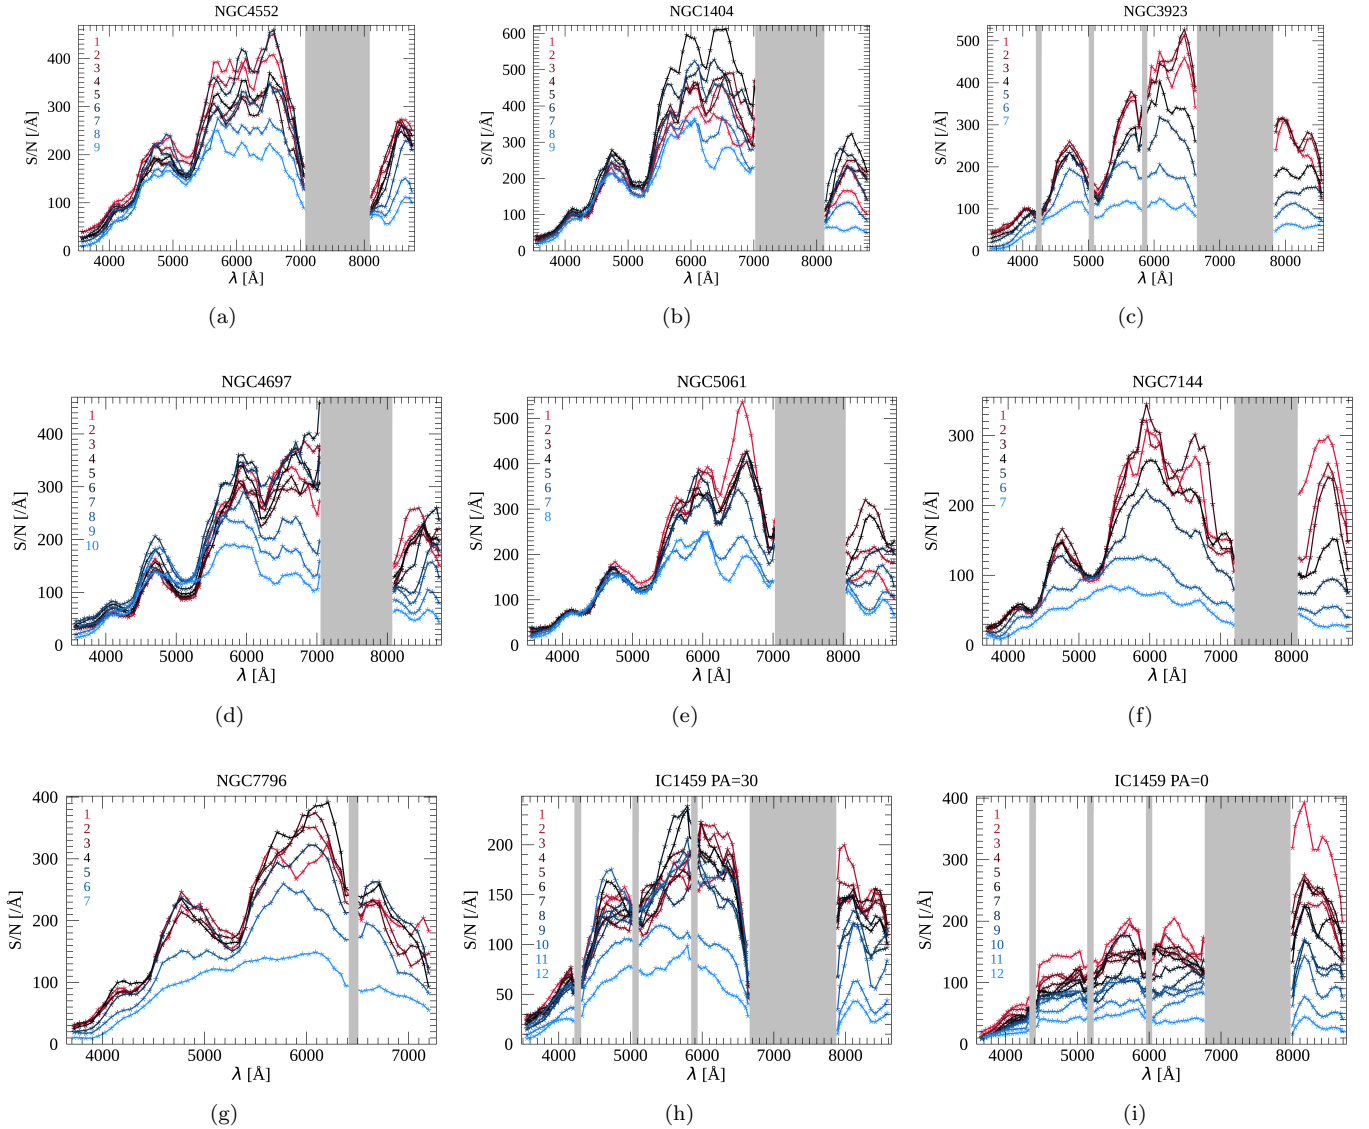 NGC4552
S/N [/Å]
400
300
200
100
0
1
2
3
4
5
6
7
8
9
4000 5000 6000 7000 8000
λ [Å]
(a)
NGC1404
S/N [/Å]
600
500
400
300
200
100
0
1
2
3
4
5
6
7
8
9
4000 5000 6000 7000 8000
λ [Å]
(b)
NGC3923
S/N [/Å]
500
400
300
200
100
0
1
2
3
4
5
6
7
4000 5000 6000 7000 8000
λ [Å]
(c)
NGC4697
S/N [/Å]
400
300
200
100
0
1
2
3
4
5
6
7
8
9
10
4000 5000 6000 7000 8000
λ [Å]
(d)
NGC5061
S/N [/Å]
500
400
300
200
100
0
1
2
3
4
5
6
7
8
4000 5000 6000 7000 8000
λ [Å]
(e)
NGC7144
S/N [/Å]
300
200
100
0
1
2
3
4
5
6
7
4000 5000 6000 7000 8000
λ [Å]
(f)
NGC7796
S/N [/Å]
400
300
200
100
0
1
2
3
4
5
6
7
4000 5000 6000 7000
λ [Å]
(g)
IC1459 PA=30
S/N [/Å]
200
150
100
50
0
1
2
3
4
5
6
7
8
9
10
11
12
4000 5000 6000 7000 8000
λ [Å]
(h)
IC1459 PA=0
S/N [/Å]
400
300
200
100
0
1
2
3
4
5
6
7
8
9
10
11
12
4000 5000 6000 7000 8000
λ [Å]
(i)